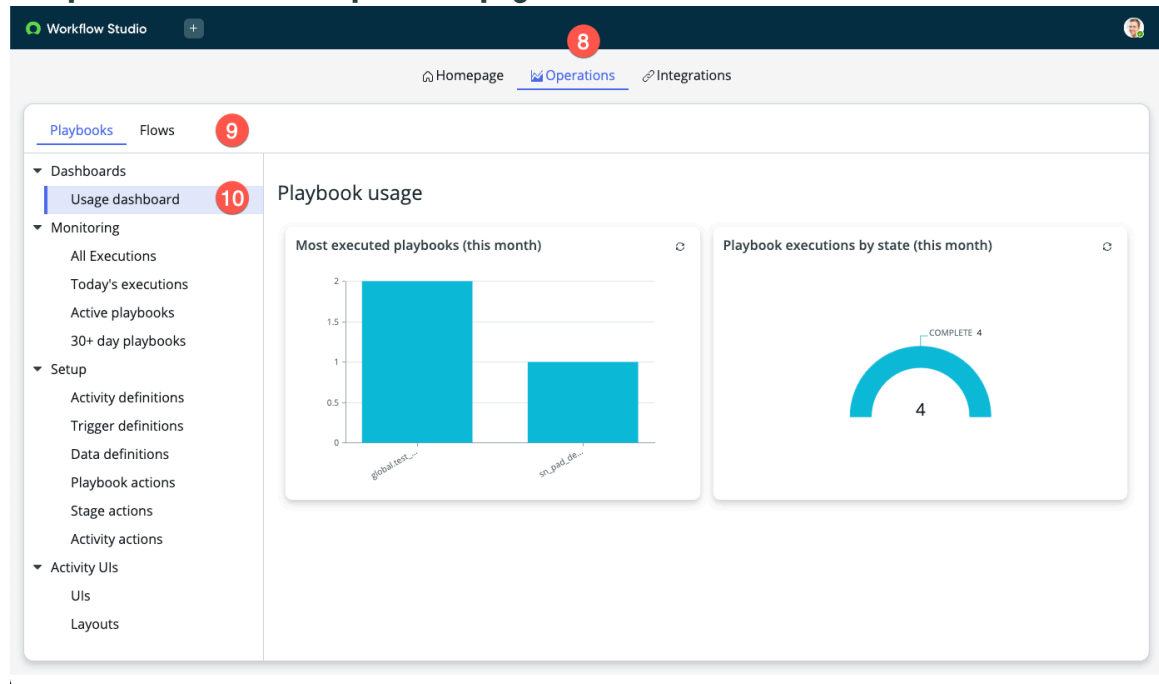 Workflow Studio +
8
Homepage Operations Integrations
Playbooks Flows 9
Dashboards
Usage dashboard 10
Monitoring
All Executions
Today's executions
Active playbooks
30+ day playbooks
Setup
Activity definitions
Trigger definitions
Data definitions
Playbook actions
Stage actions
Activity actions
Activity UIs
UIs
Layouts
Playbook usage
Most executed playbooks (this month)
2
1.5
1
0.5
0
global.test_...
sn_pad_de...
Playbook executions by state (this month)
COMPLETE 4
4